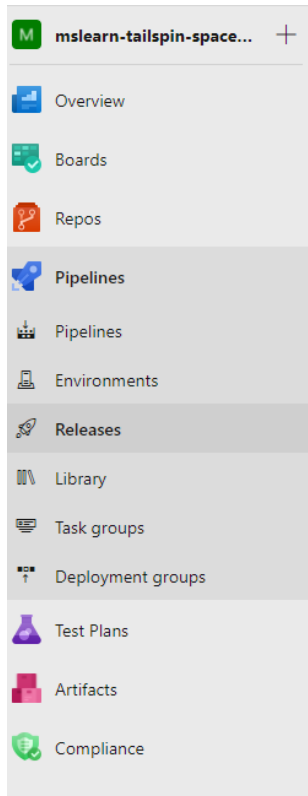 M
mslearn-tailspin-space...
Overview
Boards
Repos
Pipelines
Pipelines
Environments
Releases
Library
Task groups
Deployment groups
Test Plans
Artifacts
Compliance